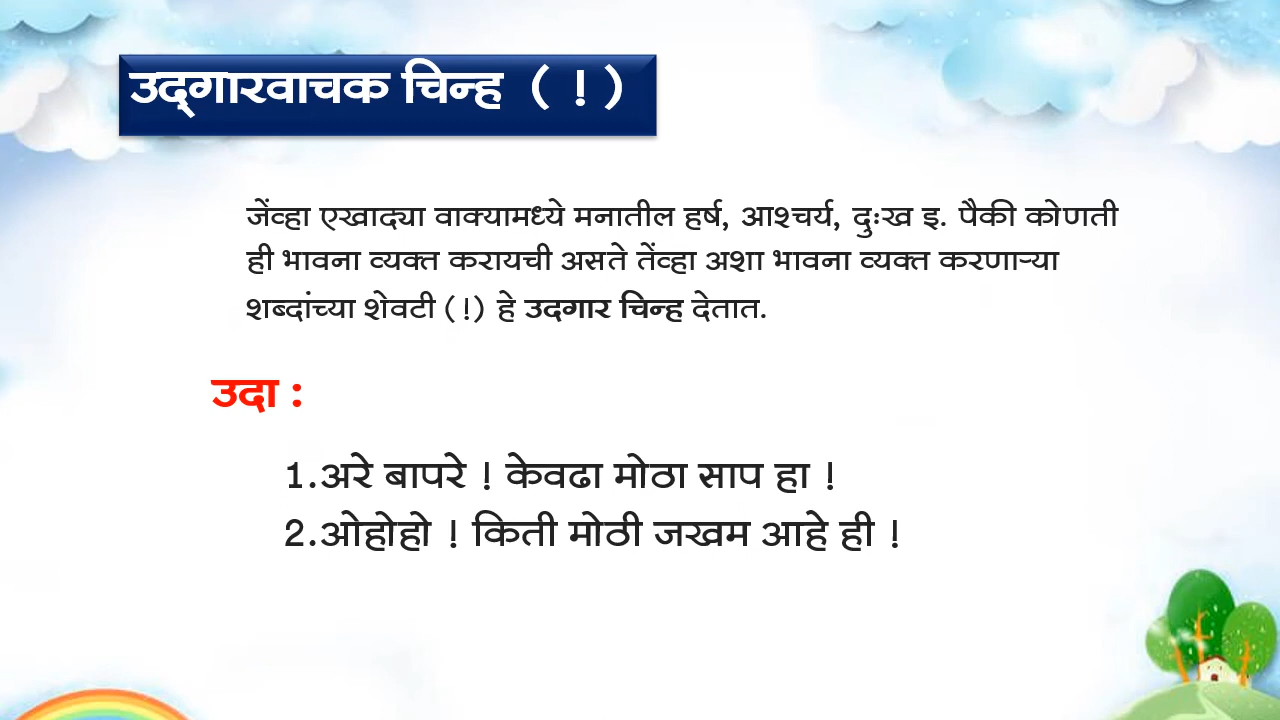 उद्गारवाचक चिन्ह ( ! )
जेंव्हा एखाद्या वाक्यामध्ये मनातील हर्ष, आश्चर्य, दुःख इ. पैकी कोणती
ही भावना व्यक्त करायची असते तेंव्हा अशा भावना व्यक्त करणाऱ्या
शब्दांच्या शेवटी (!) हे उदगार चिन्ह देतात.
उदा :
1.अरे बापरे ! केवढा मोठा साप हा !
2.ओहोहो ! किती मोठी जखम आहे ही !